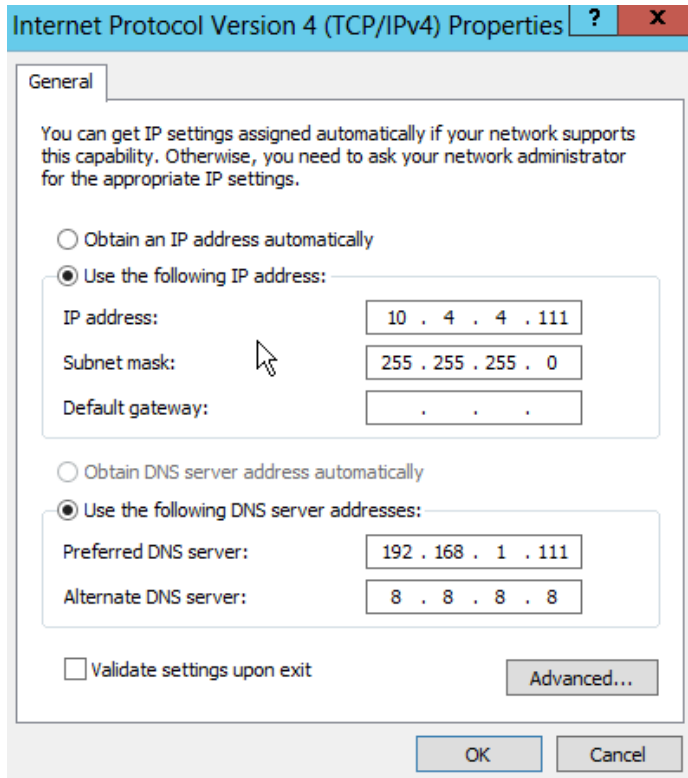 Internet Protocol Version 4 (TCP/IPv4) Properties ? x
General
You can get IP settings assigned automatically if your network supports
this capability. Otherwise, you need to ask your network administrator
for the appropriate IP settings.
Obtain an IP address automatically
Use the following IP address:
IP address: 10 . 4 . 4 . 111
Subnet mask: 255 . 255 . 255 . 0
Default gateway: . . .
Obtain DNS server address automatically
Use the following DNS server addresses:
Preferred DNS server: 192 . 168 . 1 . 111
Alternate DNS server: 8 . 8 . 8 . 8
Validate settings upon exit
Advanced...
OK Cancel